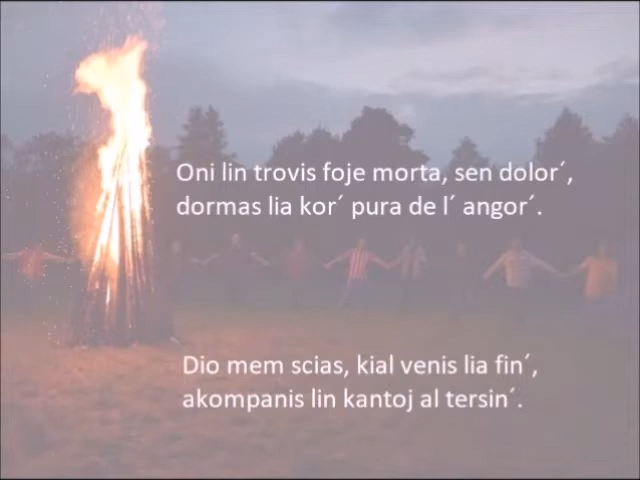 Oni lin trovis foje morta, sen dolor´,
dormas lia kor´ pura de l´ angor´.
Dio mem scias, kial venis lia fin´,
akompanis lin kantoj al tersin´.